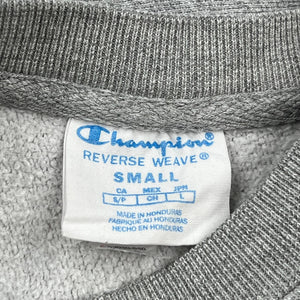 Champion
REVERSE WEAVE®
SMALL
CA MEX JPN
S/P CH L
MADE IN HONDURAS
FABRIQUÉ AU HONDURAS
HECHO EN HONDURAS